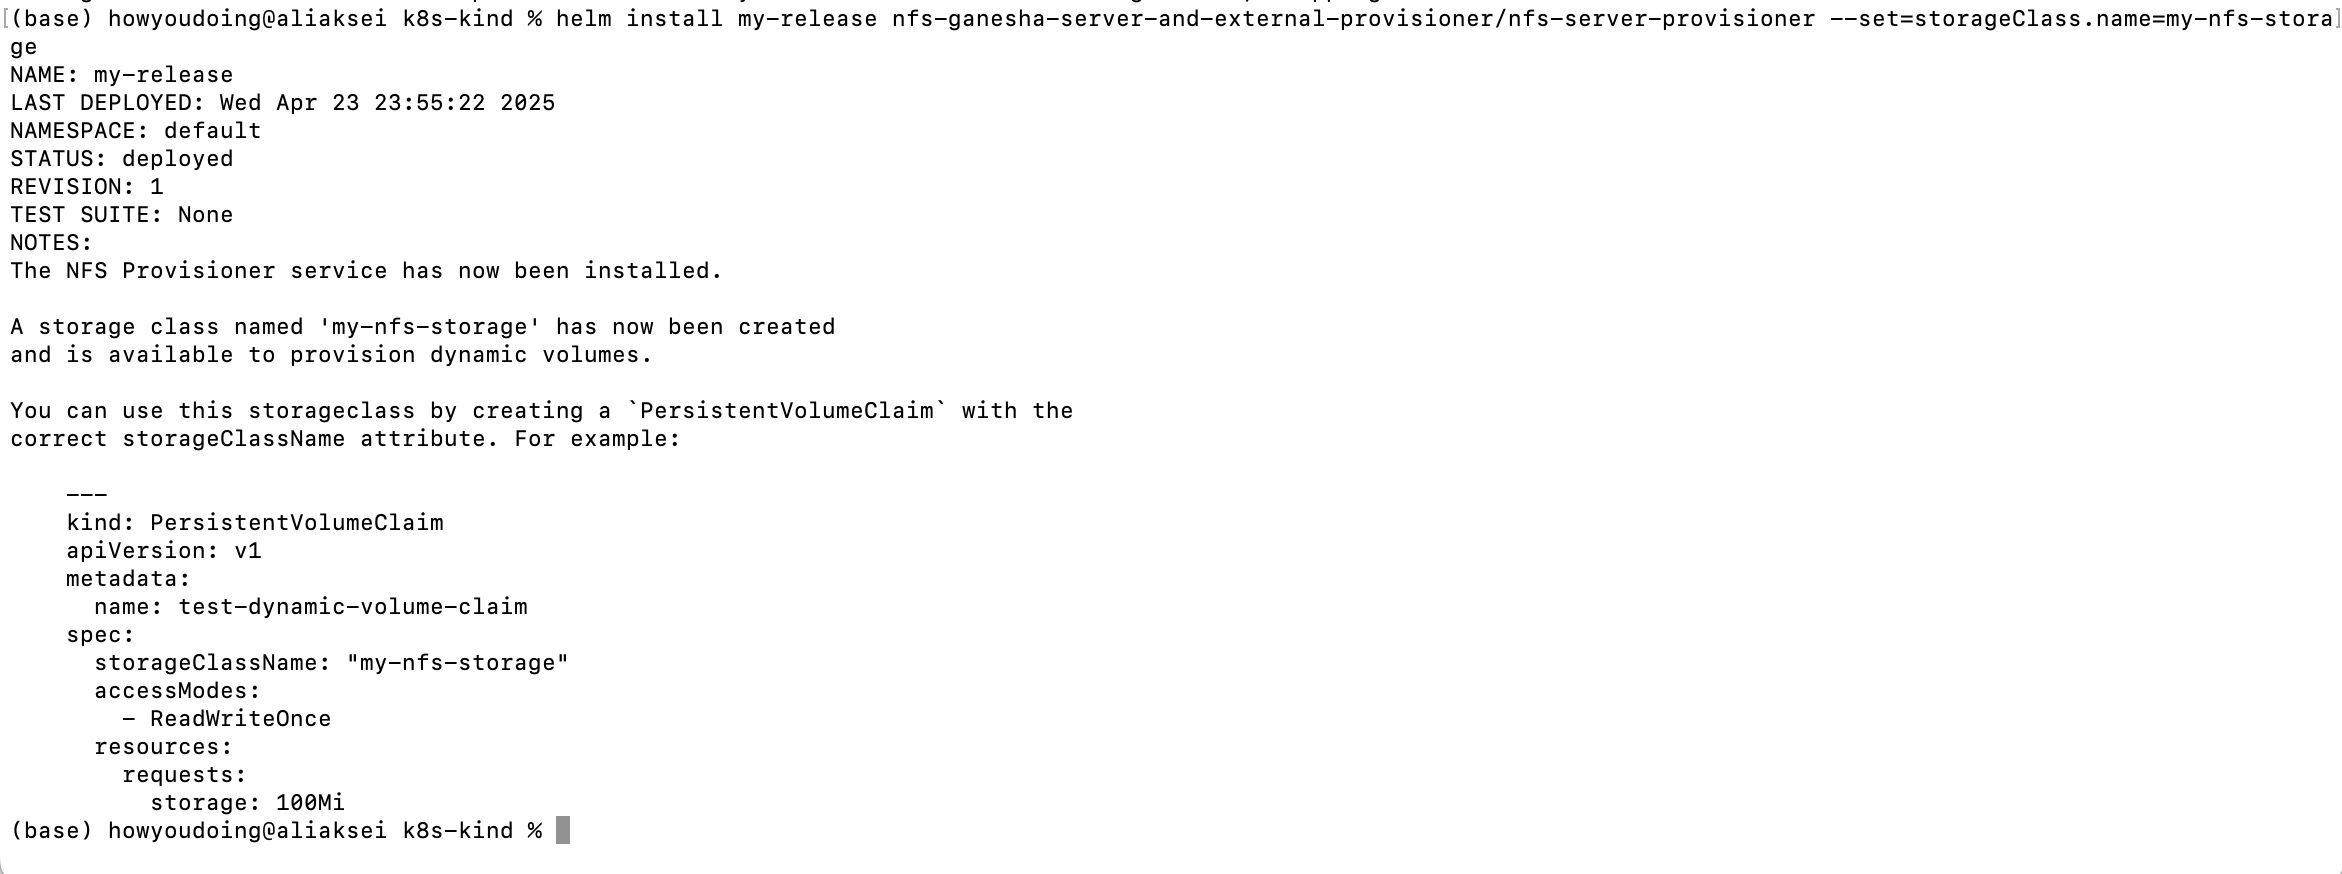 (base) howyoudoing@aliaksei k8s-kind % helm install my-release nfs-ganesha-server-and-external-provisioner/nfs-server-provisioner --set=storageClass.name=my-nfs-stora
ge
NAME: my-release
LAST DEPLOYED: Wed Apr 23 23:55:22 2025
NAMESPACE: default
STATUS: deployed
REVISION: 1
TEST SUITE: None
NOTES:
The NFS Provisioner service has now been installed.

A storage class named 'my-nfs-storage' has now been created
and is available to provision dynamic volumes.

You can use this storageclass by creating a `PersistentVolumeClaim` with the
correct storageClassName attribute. For example:

    ---
    kind: PersistentVolumeClaim
    apiVersion: v1
    metadata:
      name: test-dynamic-volume-claim
    spec:
      storageClassName: "my-nfs-storage"
      accessModes:
        - ReadWriteOnce
      resources:
        requests:
          storage: 100Mi
(base) howyoudoing@aliaksei k8s-kind %